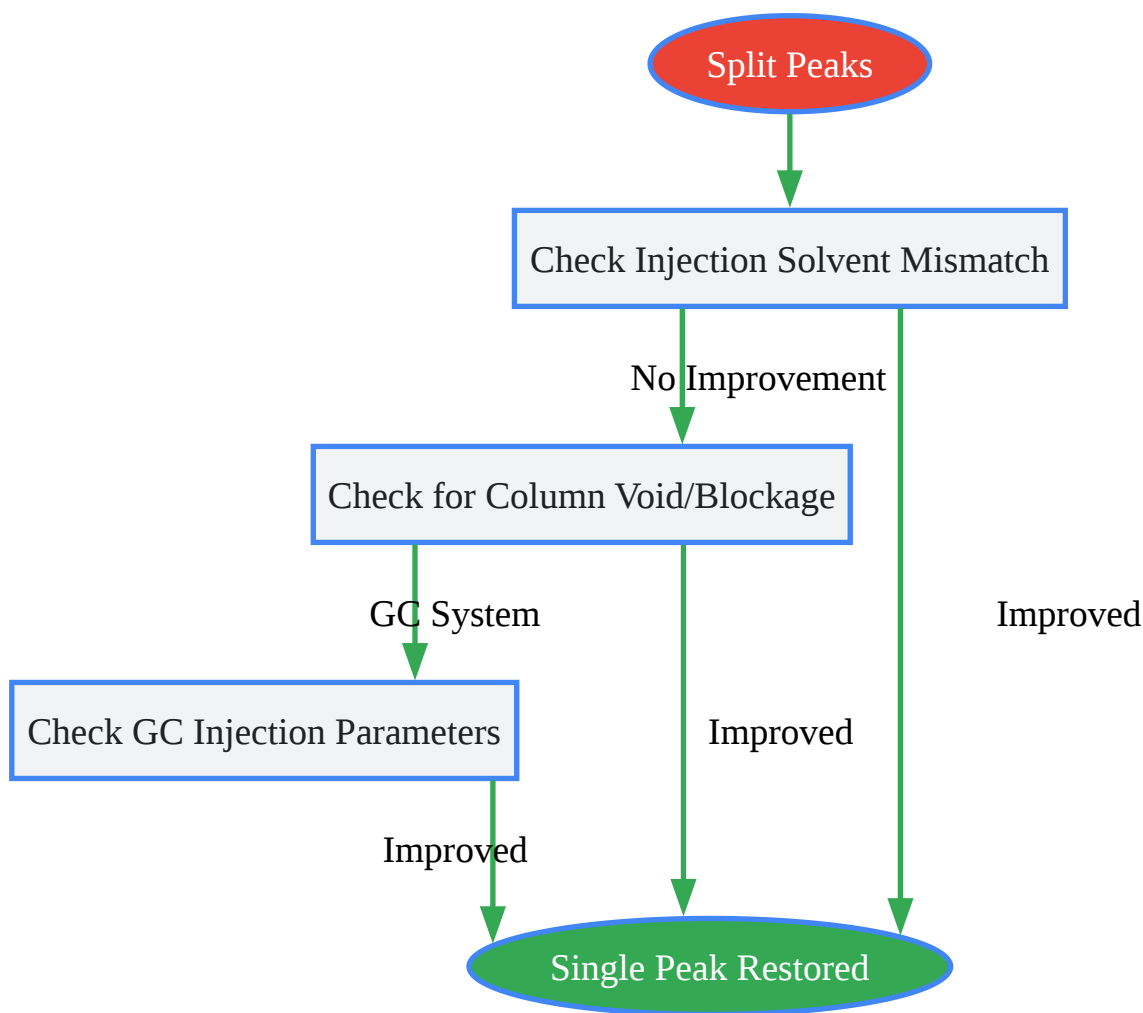 Split Peaks
Check Injection Solvent Mismatch
No Improvement
Check for Column Void/Blockage
GC System
Improved
Check GC Injection Parameters
Improved
Improved
Single Peak Restored